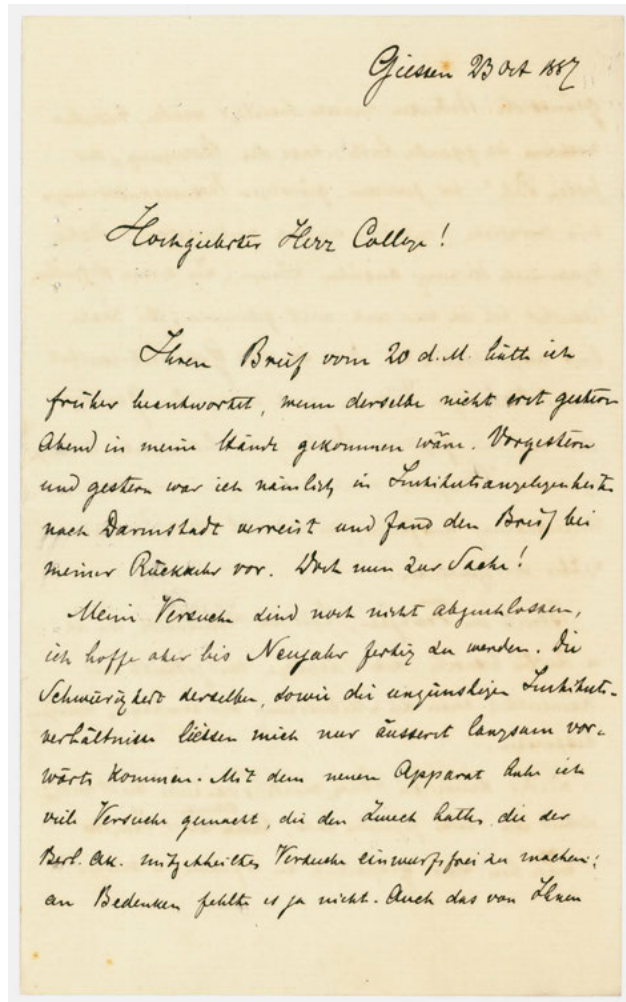 Giessen 23 Oct 1887
Hochgeehrter Herr College!
Ihren Brief vom 20 d. M. hätte ich
früher beantwortet, wenn derselbe nicht erst gestern
Abend in meine Hände gekommen wäre. Vorgestern
und gestern war ich nämlich in Institutsangelegenheiten
nach Darmstadt verreist und fand den Brief bei
meiner Rückkehr vor. Doch nun zur Sache!
Meine Versuche sind noch nicht abgeschlossen,
ich hoffe aber bis Neujahr fertig zu werden. Die
Schwierigkeit derselben, sowie die ungünstigen Instituts-
verhältnisse liessen mich nur äusserst langsam vor-
wärts kommen. Mit dem neuen Apparat habe ich
viele Versuche gemacht, die den Zweck hatten, die der
Berl. Ak. mitgetheilten Versuche einwurfsfrei zu machen;
an Bedenken fehlte es ja nicht. Auch das von Ihnen